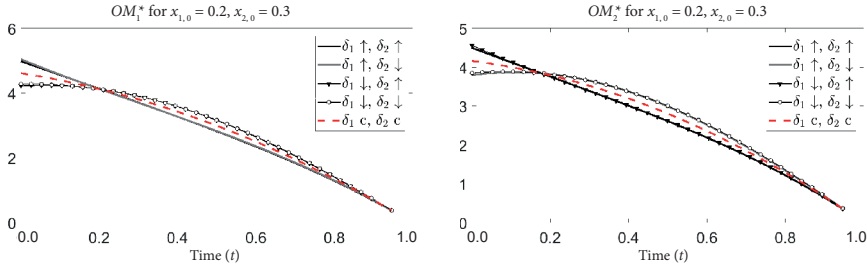 OM₁* for x₁,₀ = 0.2, x₂,₀ = 0.3
6
4
2
0
0.0 0.2 0.4 0.6 0.8 1.0
Time (t)
δ₁ ↑, δ₂ ↑
δ₁ ↑, δ₂ ↓
δ₁ ↓, δ₂ ↑
δ₁ ↓, δ₂ ↓
δ₁ c, δ₂ c
OM₂* for x₁,₀ = 0.2, x₂,₀ = 0.3
5
4
3
2
1
0
0.0 0.2 0.4 0.6 0.8 1.0
Time (t)
δ₁ ↑, δ₂ ↑
δ₁ ↑, δ₂ ↓
δ₁ ↓, δ₂ ↑
δ₁ ↓, δ₂ ↓
δ₁ c, δ₂ c